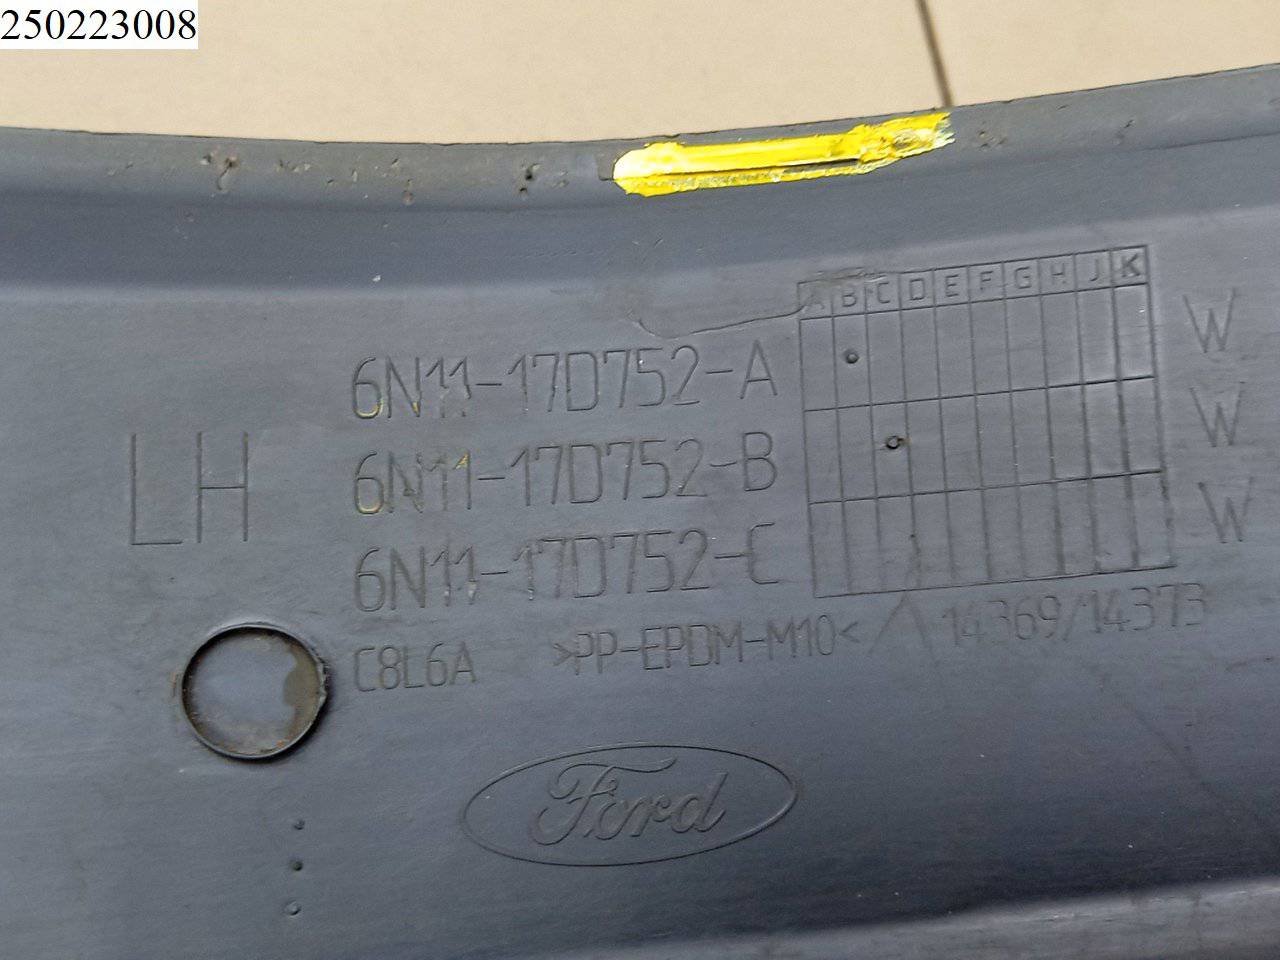 250223008
A B C D E F G H J K
6N11-17D752-A W
LH
6N11-17D752-B W
6N11-17D752-C W
C8L6A >PP-EPDM-M10< 14369/14373
Ford